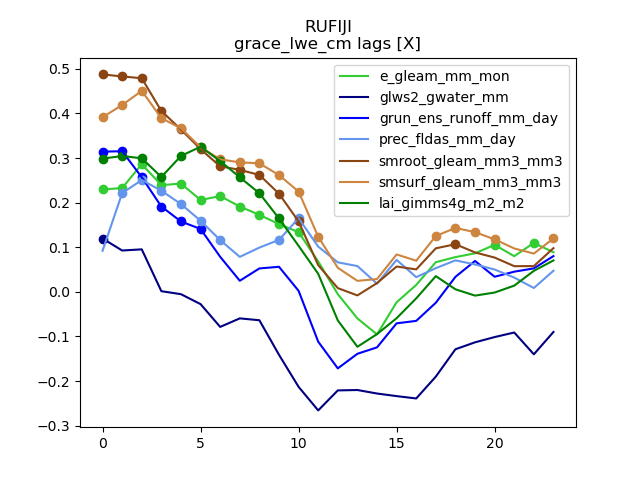 RUFIJI
grace_lwe_cm lags [X]
0.5
0.4
0.3
0.2
0.1
0.0
−0.1
−0.2
−0.3
e_gleam_mm_mon
glws2_gwater_mm
grun_ens_runoff_mm_day
prec_fldas_mm_day
smroot_gleam_mm3_mm3
smsurf_gleam_mm3_mm3
lai_gimms4g_m2_m2
0 5 10 15 20